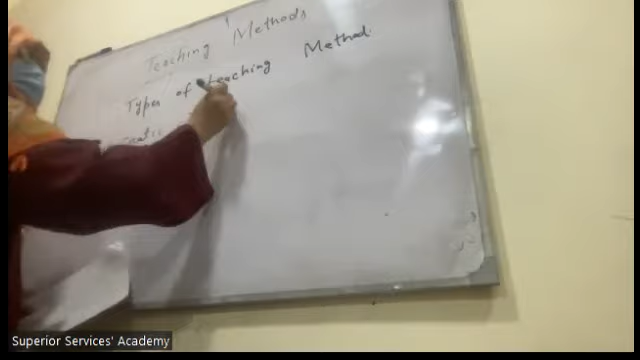 Teaching Methods
Types of teaching Method.
Superior Services' Academy